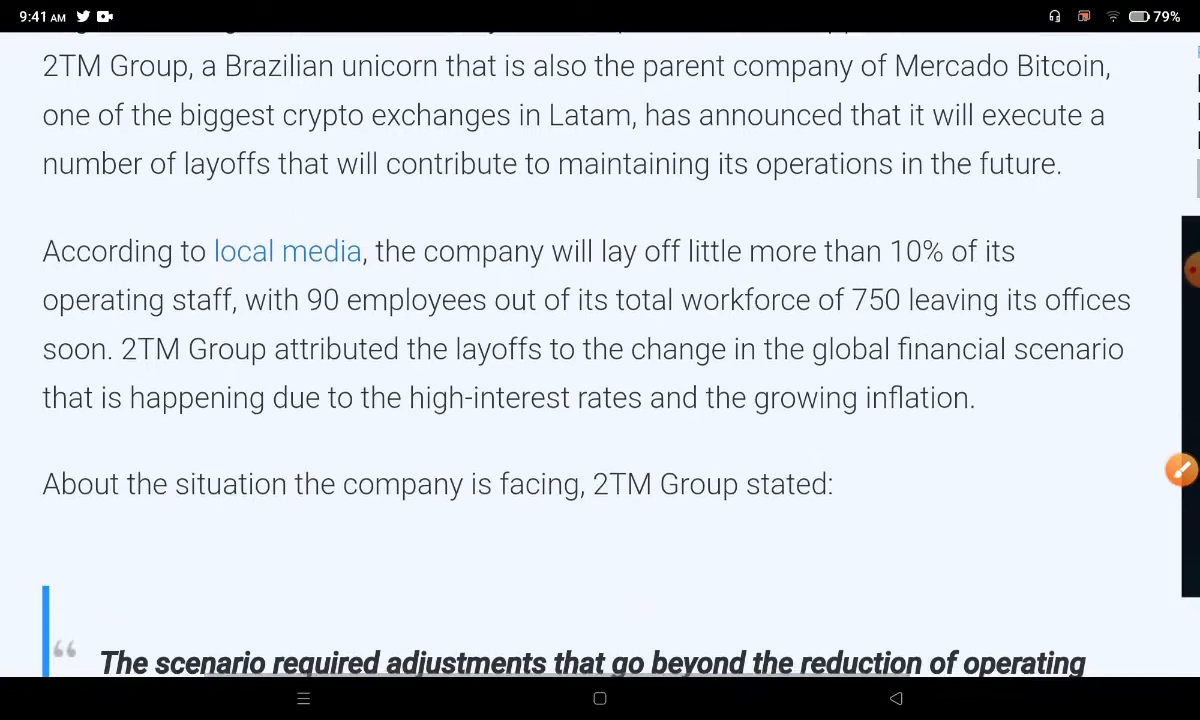 9:41 AM
79%
2TM Group, a Brazilian unicorn that is also the parent company of Mercado Bitcoin,
one of the biggest crypto exchanges in Latam, has announced that it will execute a
number of layoffs that will contribute to maintaining its operations in the future.
According to local media, the company will lay off little more than 10% of its
operating staff, with 90 employees out of its total workforce of 750 leaving its offices
soon. 2TM Group attributed the layoffs to the change in the global financial scenario
that is happening due to the high-interest rates and the growing inflation.
About the situation the company is facing, 2TM Group stated:
“
The scenario required adjustments that go beyond the reduction of operating